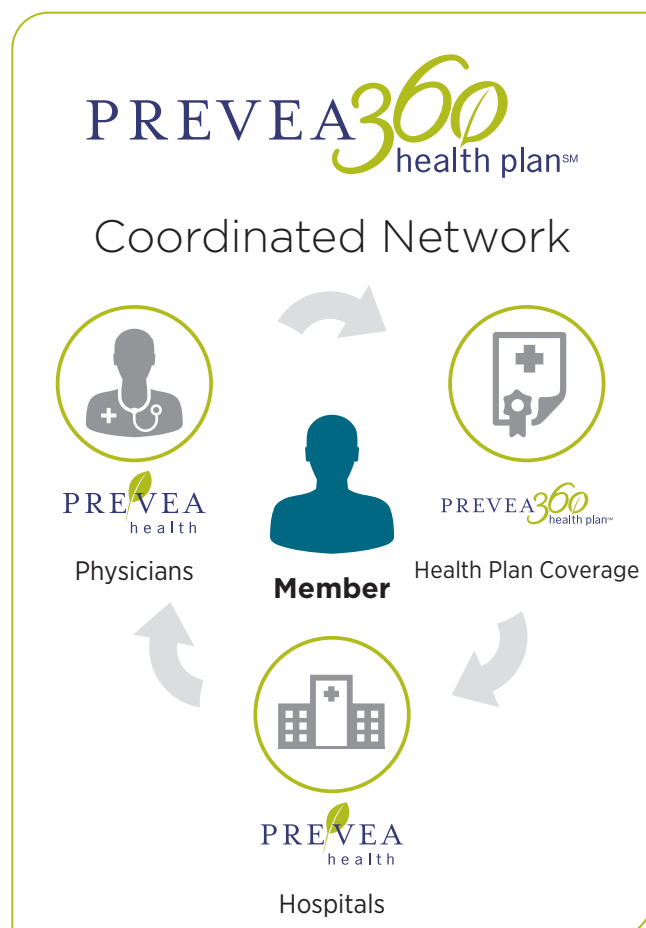 PREVEA360
health plan℠
Coordinated Network
PREVEA
health
Physicians
PREVEA360
health plan℠
Health Plan Coverage
Member
PREVEA
health
Hospitals